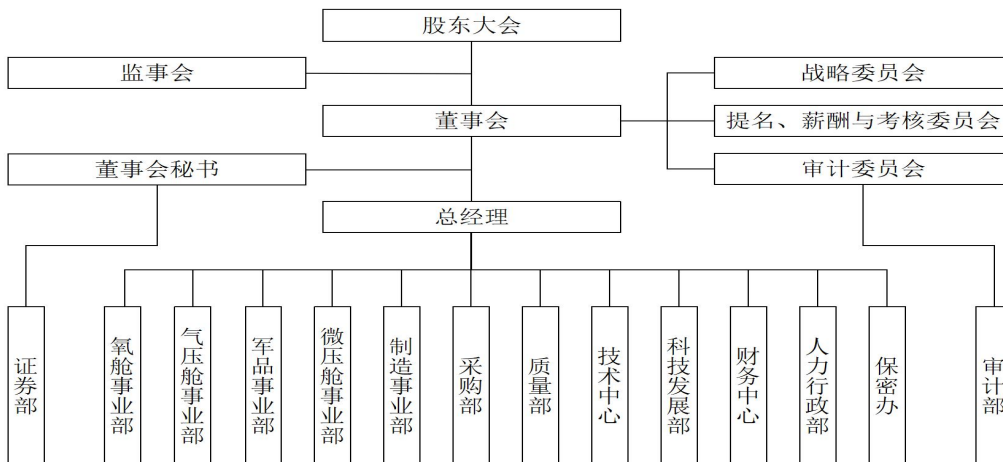 股东大会
监事会
战略委员会
董事会
提名、薪酬与考核委员会
董事会秘书
审计委员会
总经理
证券部
氧舱事业部
气压舱事业部
军品事业部
微压舱事业部
制造事业部
采购部
质量部
技术中心
科技发展部
财务中心
人力行政部
保密办
审计部